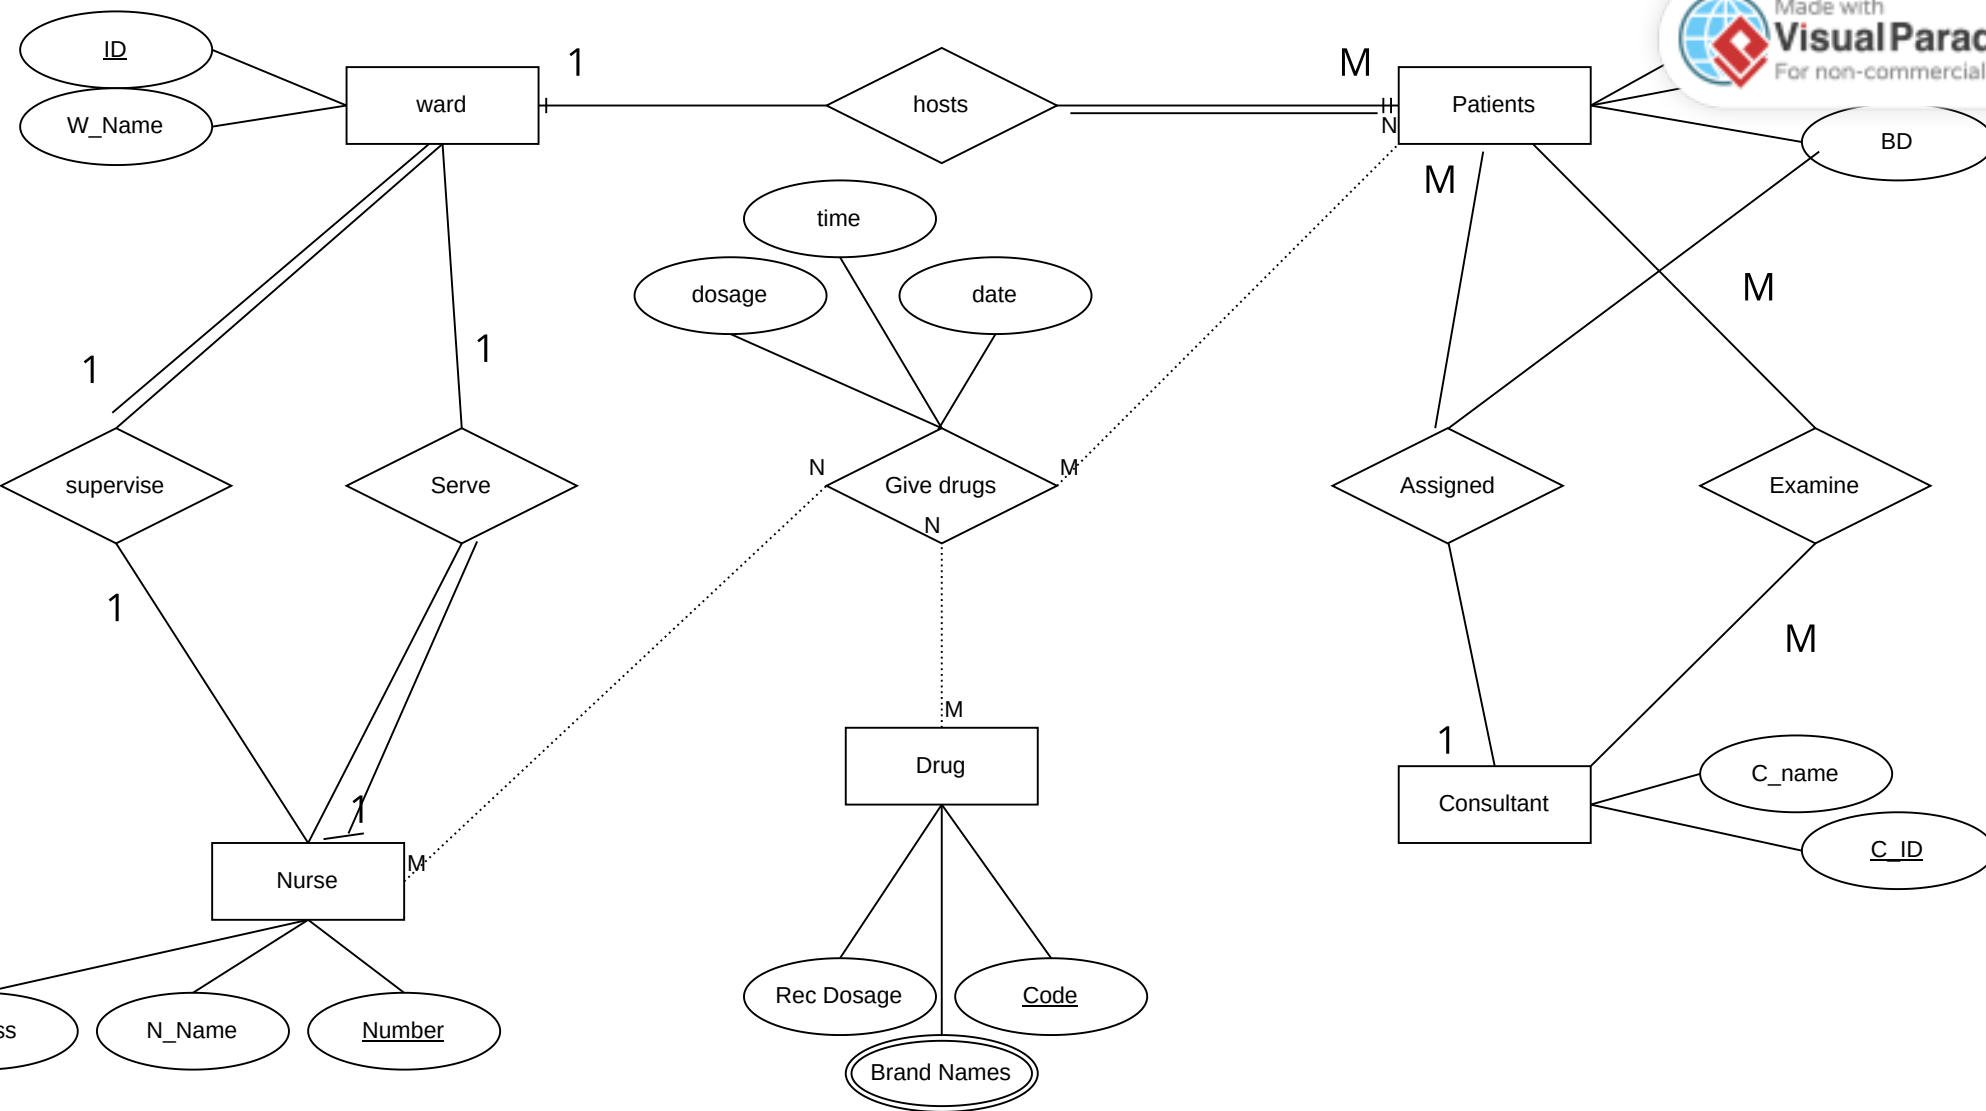 Made with
Visual Parad
For non-commercial
ID
1
M
ward
hosts
Patients
W_Name
N
BD
M
time
dosage
date
M
1
1
supervise
Serve
N
Give drugs
M
N
Assigned
Examine
1
M
M
1
Drug
1
C_name
Consultant
M
Nurse
C_ID
Rec Dosage
Code
ss
N_Name
Number
Brand Names